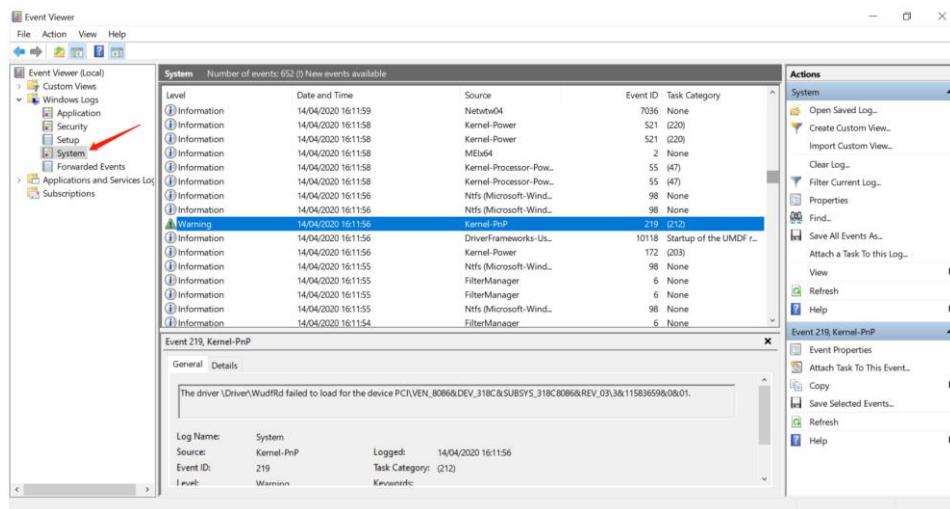 Event Viewer
File Action View Help
Event Viewer (Local)
Custom Views
Windows Logs
Application
Security
Setup
System
Forwarded Events
Applications and Services Log
Subscriptions
System Number of events: 652 (!) New events available
Level Date and Time Source Event ID Task Category
Information 14/04/2020 16:11:59 Netwtw04 7036 None
Information 14/04/2020 16:11:58 Kernel-Power 521 (220)
Information 14/04/2020 16:11:58 Kernel-Power 521 (220)
Information 14/04/2020 16:11:58 MEIx64 2 None
Information 14/04/2020 16:11:58 Kernel-Processor-Pow... 55 (47)
Information 14/04/2020 16:11:58 Kernel-Processor-Pow... 55 (47)
Information 14/04/2020 16:11:56 Ntfs (Microsoft-Wind... 98 None
Information 14/04/2020 16:11:56 Ntfs (Microsoft-Wind... 98 None
Warning 14/04/2020 16:11:56 Kernel-PnP 219 (212)
Information 14/04/2020 16:11:56 DriverFrameworks-Us... 10118 Startup of the UMDF r...
Information 14/04/2020 16:11:56 Kernel-Power 172 (203)
Information 14/04/2020 16:11:55 Ntfs (Microsoft-Wind... 98 None
Information 14/04/2020 16:11:55 FilterManager 6 None
Information 14/04/2020 16:11:55 FilterManager 6 None
Information 14/04/2020 16:11:55 Ntfs (Microsoft-Wind... 98 None
Information 14/04/2020 16:11:54 FilterManager 6 None
Event 219, Kernel-PnP
General Details
The driver \Driver\WudfRd failed to load for the device PCI\VEN_8086&DEV_318C&SUBSYS_318C8086&REV_03\3&11583659&0&01.
Log Name: System
Source: Kernel-PnP Logged: 14/04/2020 16:11:56
Event ID: 219 Task Category: (212)
Level: Warning Keywords:
Actions
System
Open Saved Log...
Create Custom View...
Import Custom View...
Clear Log...
Filter Current Log...
Properties
Find...
Save All Events As...
Attach a Task To this Log...
View
Refresh
Help
Event 219, Kernel-PnP
Event Properties
Attach Task To This Event...
Copy
Save Selected Events...
Refresh
Help